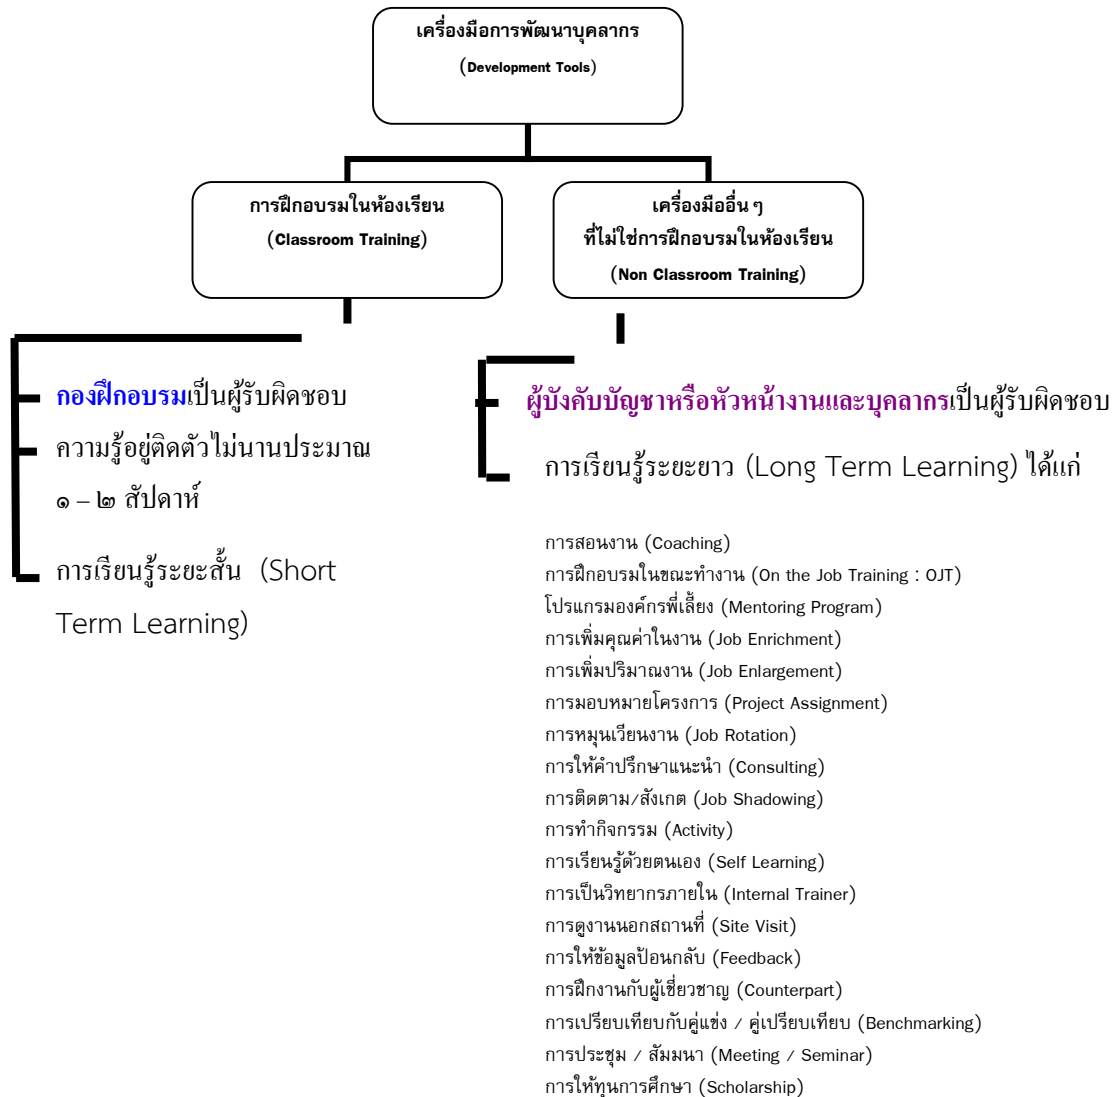 เครื่องมือการพัฒนาบุคลากร
(Development Tools)
การฝึกอบรมในห้องเรียน
(Classroom Training)
เครื่องมืออื่น ๆ
ที่ไม่ใช่การฝึกอบรมในห้องเรียน
(Non Classroom Training)
กองฝึกอบรมเป็นผู้รับผิดชอบ
ความรู้อยู่ติดตัวไม่นานประมาณ
๑ – ๒ สัปดาห์
การเรียนรู้ระยะสั้น (Short
Term Learning)
ผู้บังคับบัญชาหรือหัวหน้างานและบุคลากรเป็นผู้รับผิดชอบ
การเรียนรู้ระยะยาว (Long Term Learning) ได้แก่
การสอนงาน (Coaching)
การฝึกอบรมในขณะทำงาน (On the Job Training : OJT)
โปรแกรมองค์กรพี่เลี้ยง (Mentoring Program)
การเพิ่มคุณค่าในงาน (Job Enrichment)
การเพิ่มปริมาณงาน (Job Enlargement)
การมอบหมายโครงการ (Project Assignment)
การหมุนเวียนงาน (Job Rotation)
การให้คำปรึกษาแนะนำ (Consulting)
การติดตาม/สังเกต (Job Shadowing)
การทำกิจกรรม (Activity)
การเรียนรู้ด้วยตนเอง (Self Learning)
การเป็นวิทยากรภายใน (Internal Trainer)
การดูงานนอกสถานที่ (Site Visit)
การให้ข้อมูลป้อนกลับ (Feedback)
การฝึกงานกับผู้เชี่ยวชาญ (Counterpart)
การเปรียบเทียบกับคู่แข่ง / คู่เปรียบเทียบ (Benchmarking)
การประชุม / สัมมนา (Meeting / Seminar)
การให้ทุนการศึกษา (Scholarship)